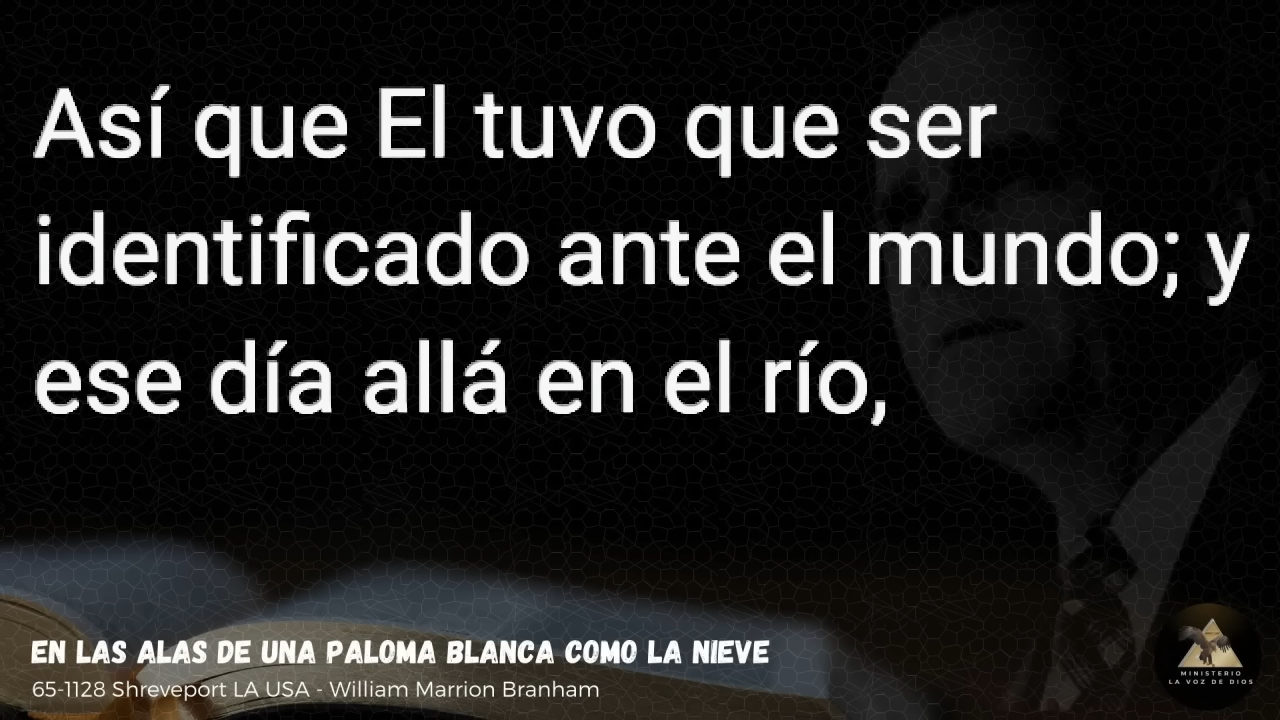 Así que El tuvo que ser
identificado ante el mundo; y
ese día allá en el río,
EN LAS ALAS DE UNA PALOMA BLANCA COMO LA NIEVE
65-1128 Shreveport LA USA - William Marrion Branham
MINISTERIO
LA VOZ DE DIOS